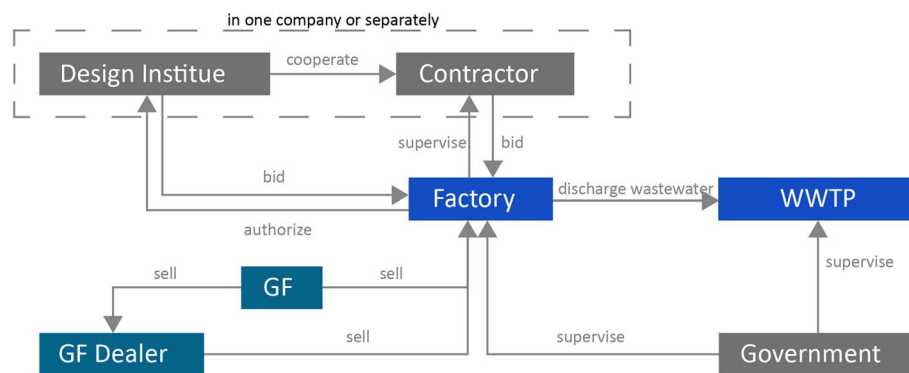 in one company or separately
Design Institue
cooperate
Contractor
supervise
bid
bid
Factory
discharge wastewater
WWTP
authorize
supervise
sell
GF
sell
GF Dealer
sell
supervise
Government